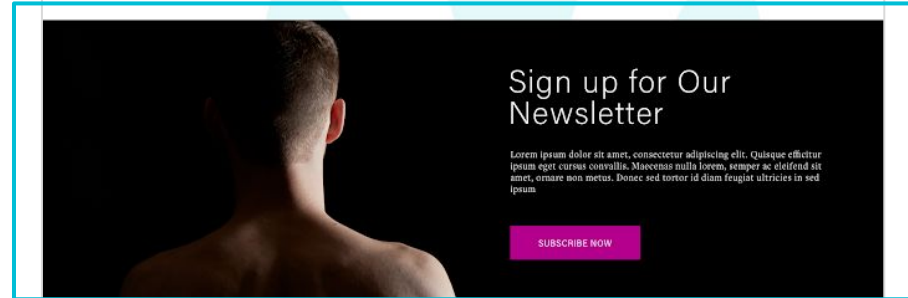 Sign up for Our
Newsletter
Lorem ipsum dolor sit amet, consectetur adipiscing elit. Quisque efficitur
ipsum eget cursus convallis. Maecenas nulla lorem, semper ac eleifend sit
amet, ornare non metus. Donec sed tortor id diam feugiat ultricies in sed
ipsum
SUBSCRIBE NOW